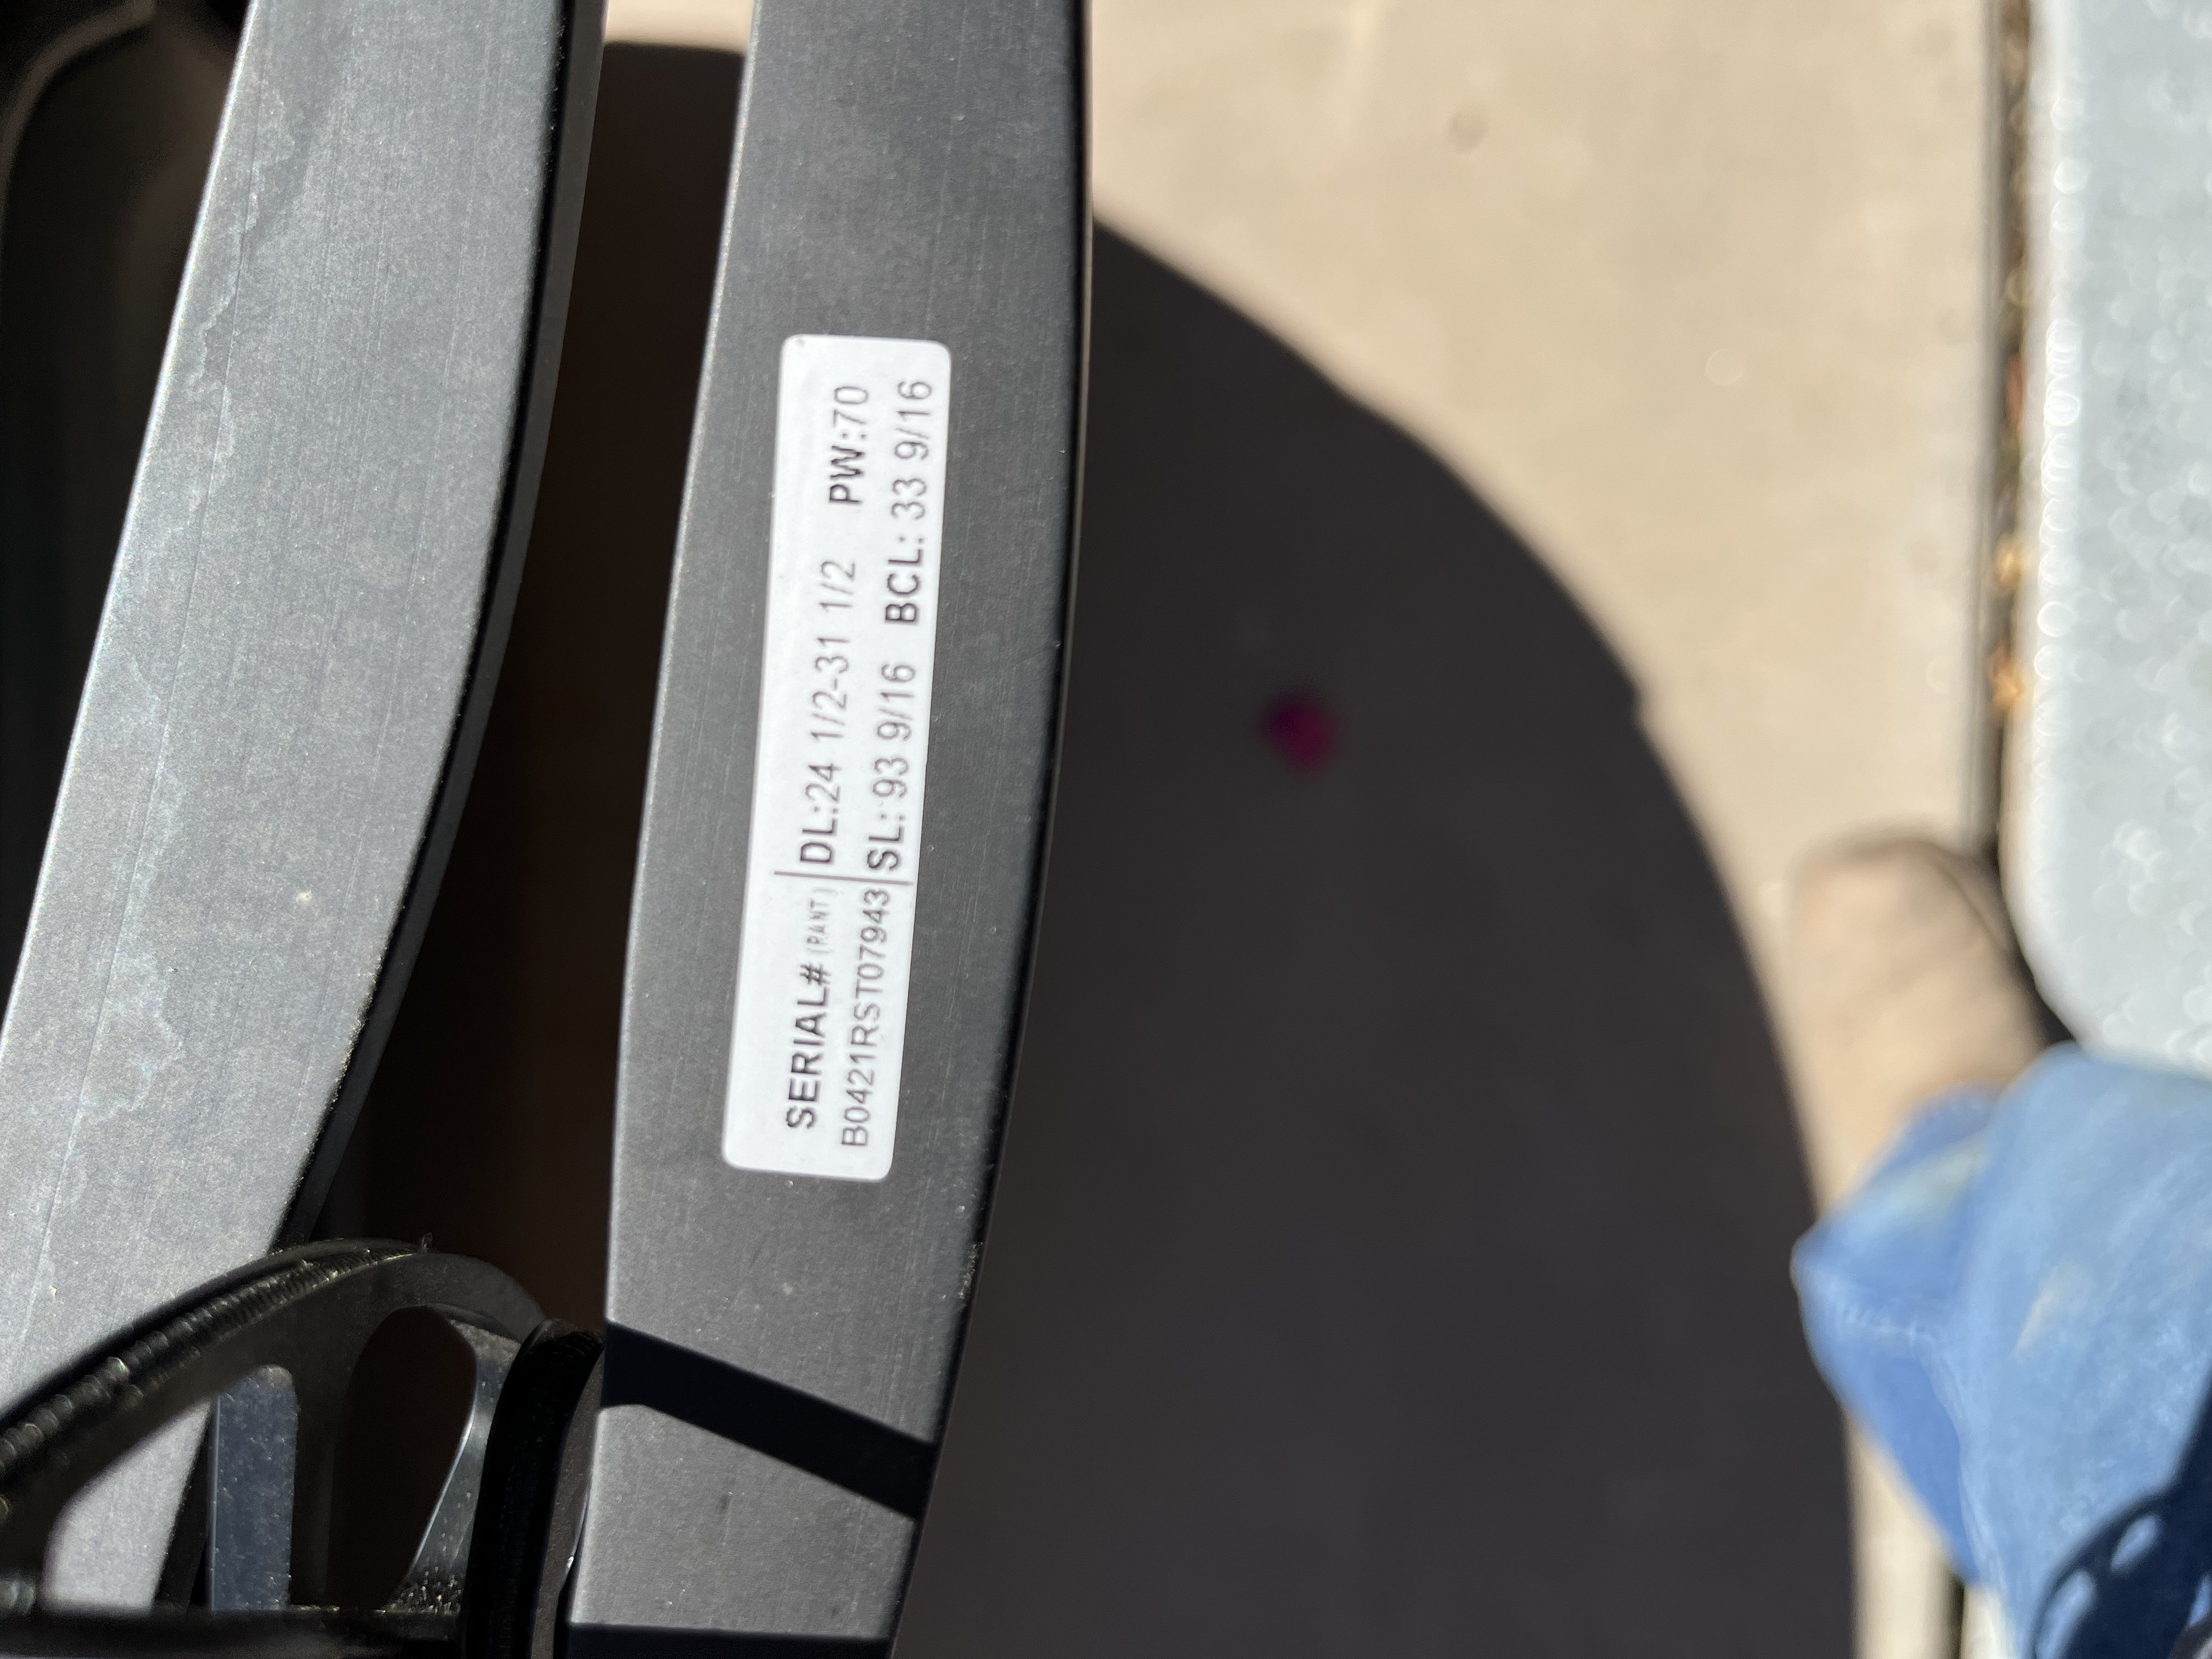 SERIAL# (RANT) DL:24 1/2-31 1/2 PW:70
B0421RST07943 SL: 93 9/16 BCL: 33 9/16